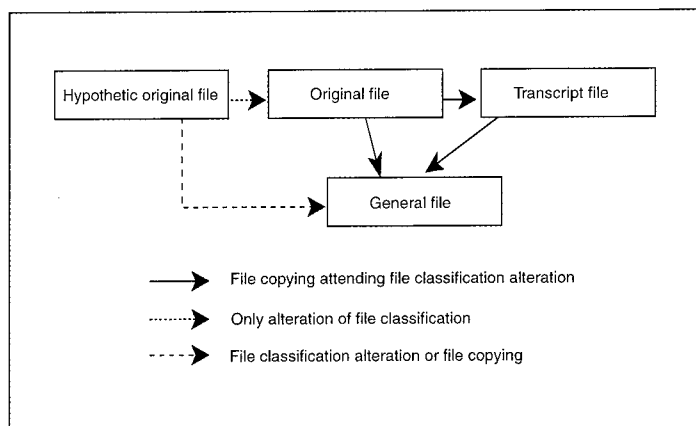 Hypothetic original file
Original file
Transcript file
General file
File copying attending file classification alteration
Only alteration of file classification
File classification alteration or file copying